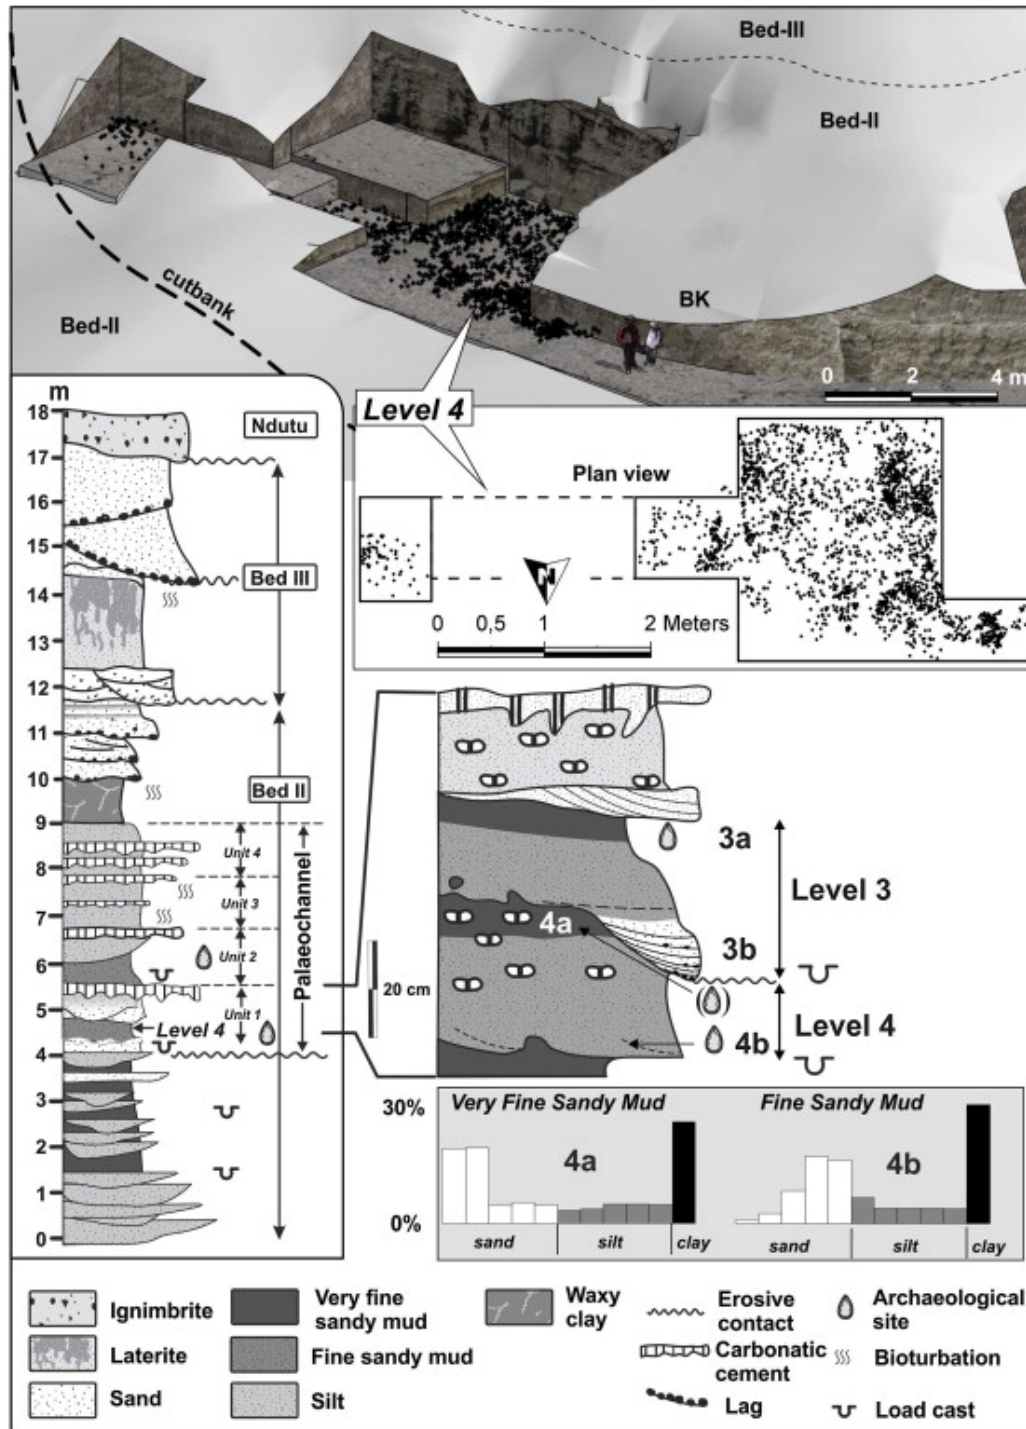 Bed-III
Bed-II
cutbank
Bed-II
BK
0 2 4 m
Level 4
m
18
17
16
15
14
13
12
11
10
9
8
7
6
5
4
3
2
1
0
Ndutu
Bed III
Bed II
Unit 4
Unit 3
Unit 2
Unit 1
Palaeochannel
Level 4
Plan view
N
0 0,5 1 2 Meters
20 cm
3a
Level 3
3b
4a
4b
Level 4
30%
0%
Very Fine Sandy Mud
4a
sand silt clay
Fine Sandy Mud
4b
sand silt clay
Ignimbrite
Laterite
Sand
Very fine
sandy mud
Fine sandy mud
Silt
Waxy
clay
Erosive
contact
Carbonatic
cement
Lag
Archaeological
site
Bioturbation
Load cast